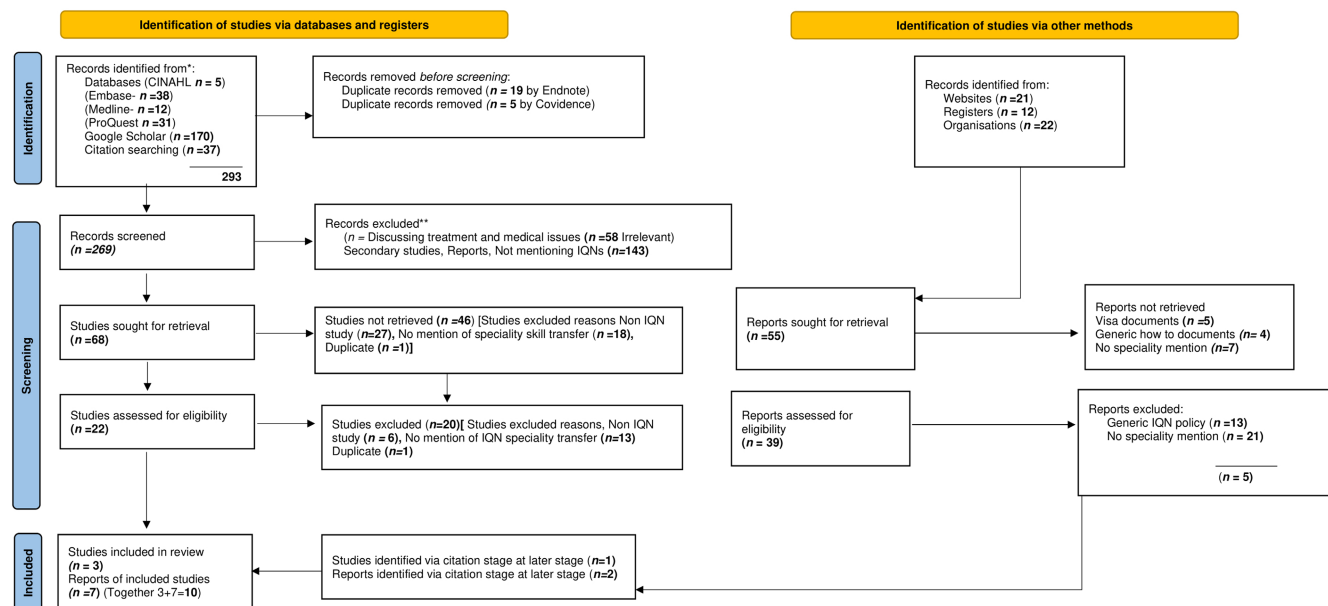 Identification of studies via databases and registers
Identification of studies via other methods
Identification
Records identified from*:
Databases (CINAHL n = 5)
(Embase- n =38)
(Medline- n =12)
(ProQuest n =31)
Google Scholar (n =170)
Citation searching (n =37)
293
Records removed before screening:
Duplicate records removed (n = 19 by Endnote)
Duplicate records removed (n = 5 by Covidence)
Records identified from:
Websites (n =21)
Registers (n = 12)
Organisations (n =22)
Screening
Records screened
(n =269)
Records excluded**
(n = Discussing treatment and medical issues (n =58 Irrelevant)
Secondary studies, Reports, Not mentioning IQNs (n=143)
Studies sought for retrieval
(n =68)
Studies not retrieved (n =46) [Studies excluded reasons Non IQN
study (n=27), No mention of speciality skill transfer (n =18),
Duplicate (n =1)]
Reports sought for retrieval
(n =55)
Reports not retrieved
Visa documents (n =5)
Generic how to documents (n= 4)
No speciality mention (n=7)
Studies assessed for eligibility
(n =22)
Studies excluded (n=20)[ Studies excluded reasons, Non IQN
study (n = 6), No mention of IQN speciality transfer (n=13)
Duplicate (n=1)
Reports assessed for
eligibility
(n = 39)
Reports excluded:
Generic IQN policy (n =13)
No speciality mention (n = 21)
(n = 5)
Included
Studies included in review
(n = 3)
Reports of included studies
(n =7) (Together 3+7=10)
Studies identified via citation stage at later stage (n=1)
Reports identified via citation stage at later stage (n=2)